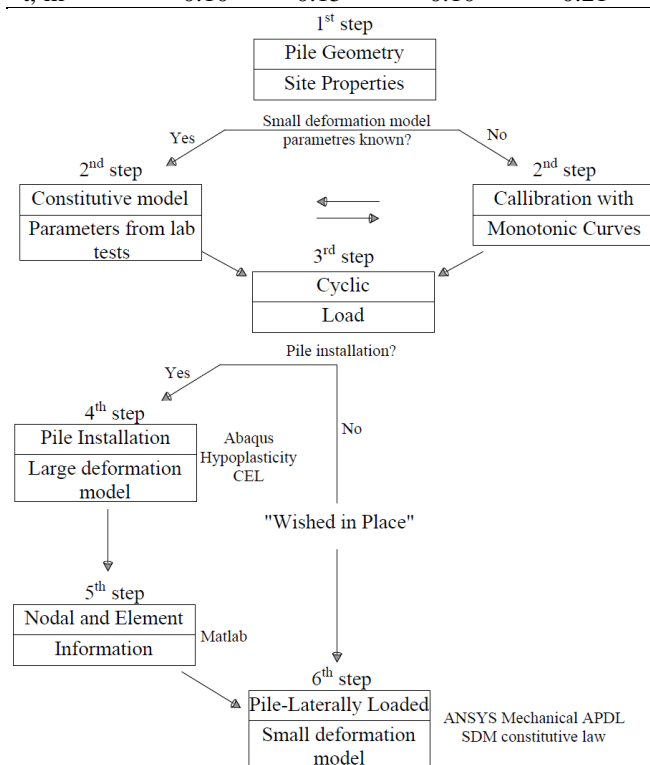 1st step
Pile Geometry
Site Properties
Small deformation model
parametres known?
Yes
No
2nd step
Constitutive model
Parameters from lab
tests
2nd step
Callibration with
Monotonic Curves
3rd step
Cyclic
Load
Pile installation?
Yes
No
4th step
Pile Installation
Large deformation
model
Abaqus
Hypoplasticity
CEL
"Wished in Place"
5th step
Nodal and Element
Information
Matlab
6th step
Pile-Laterally Loaded
Small deformation
model
ANSYS Mechanical APDL
SDM constitutive law